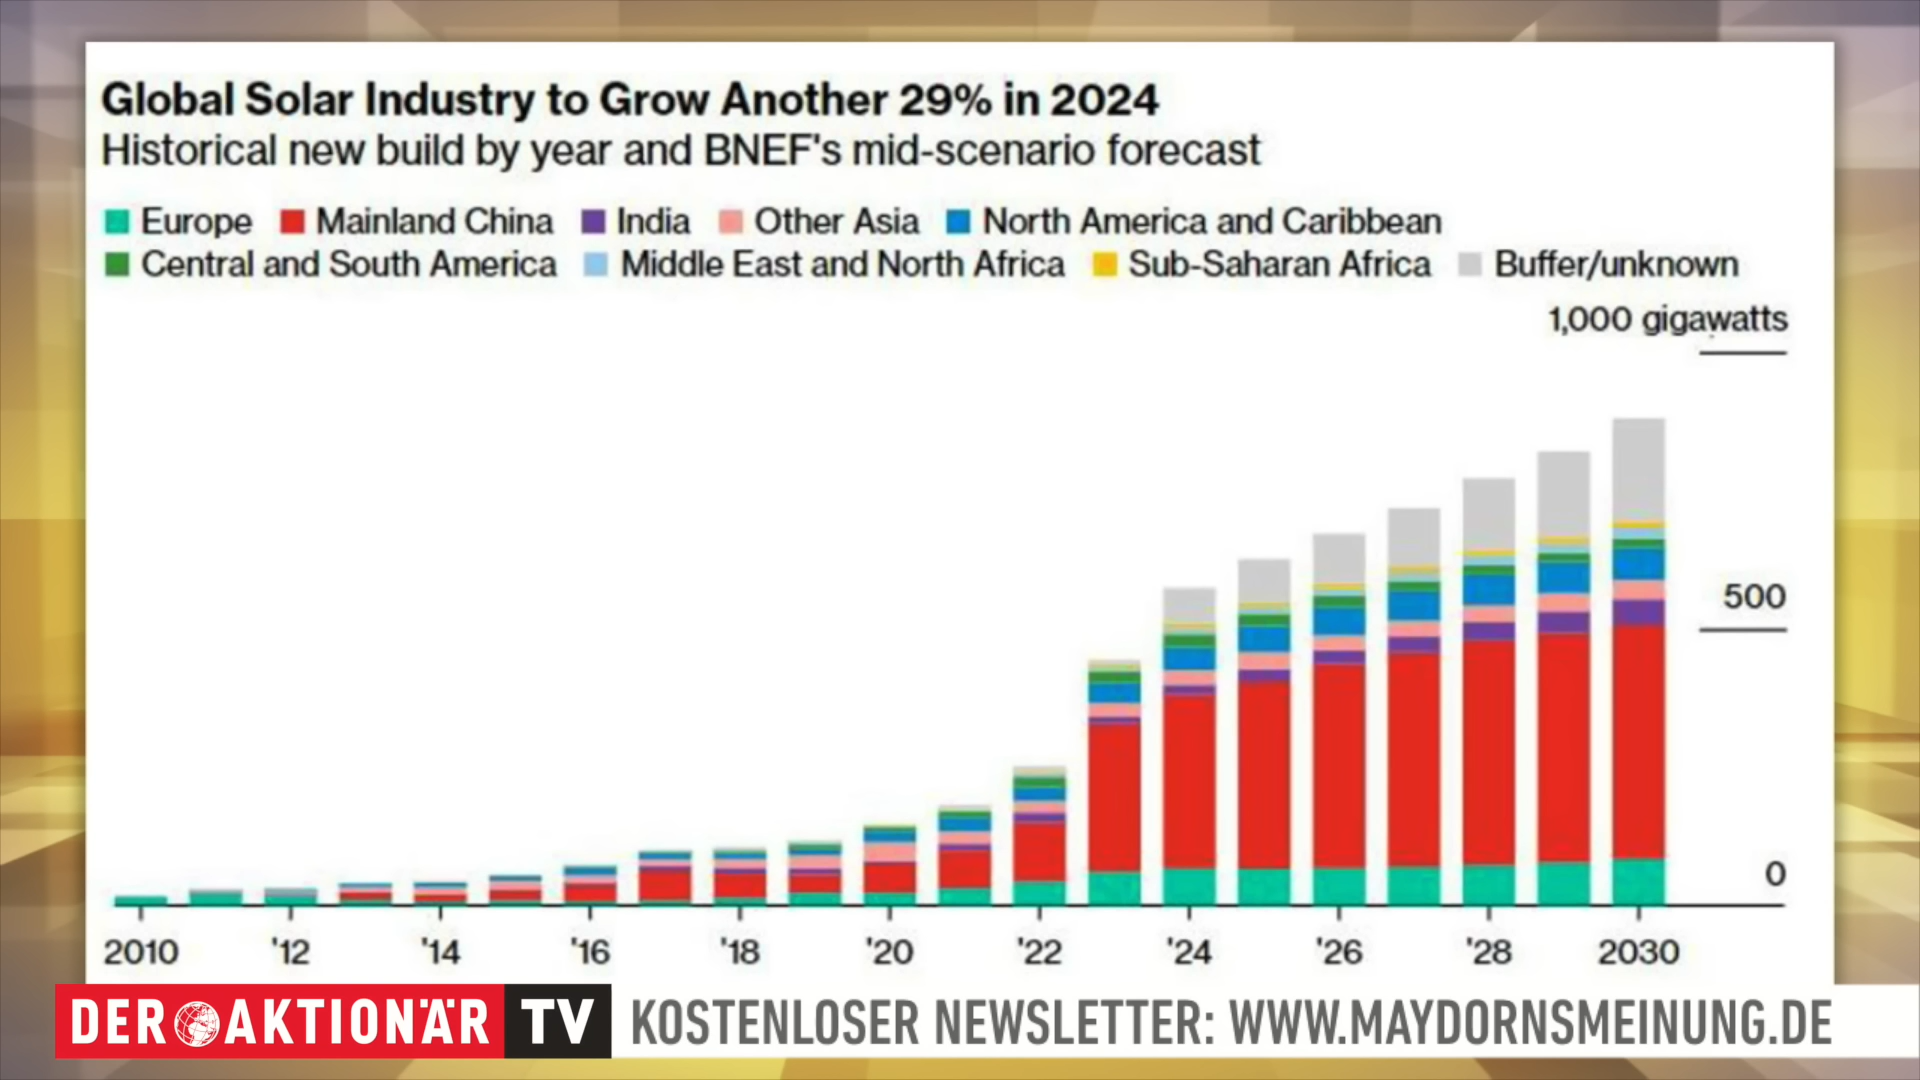 Global Solar Industry to Grow Another 29% in 2024
Historical new build by year and BNEF's mid-scenario forecast
Europe Mainland China India Other Asia North America and Caribbean
Central and South America Middle East and North Africa Sub-Saharan Africa Buffer/unknown
1,000 gigawatts
500
0
2010 '12 '14 '16 '18 '20 '22 '24 '26 '28 2030
DER AKTIONÄR TV KOSTENLOSER NEWSLETTER: WWW.MAYDORNSMEINUNG.DE